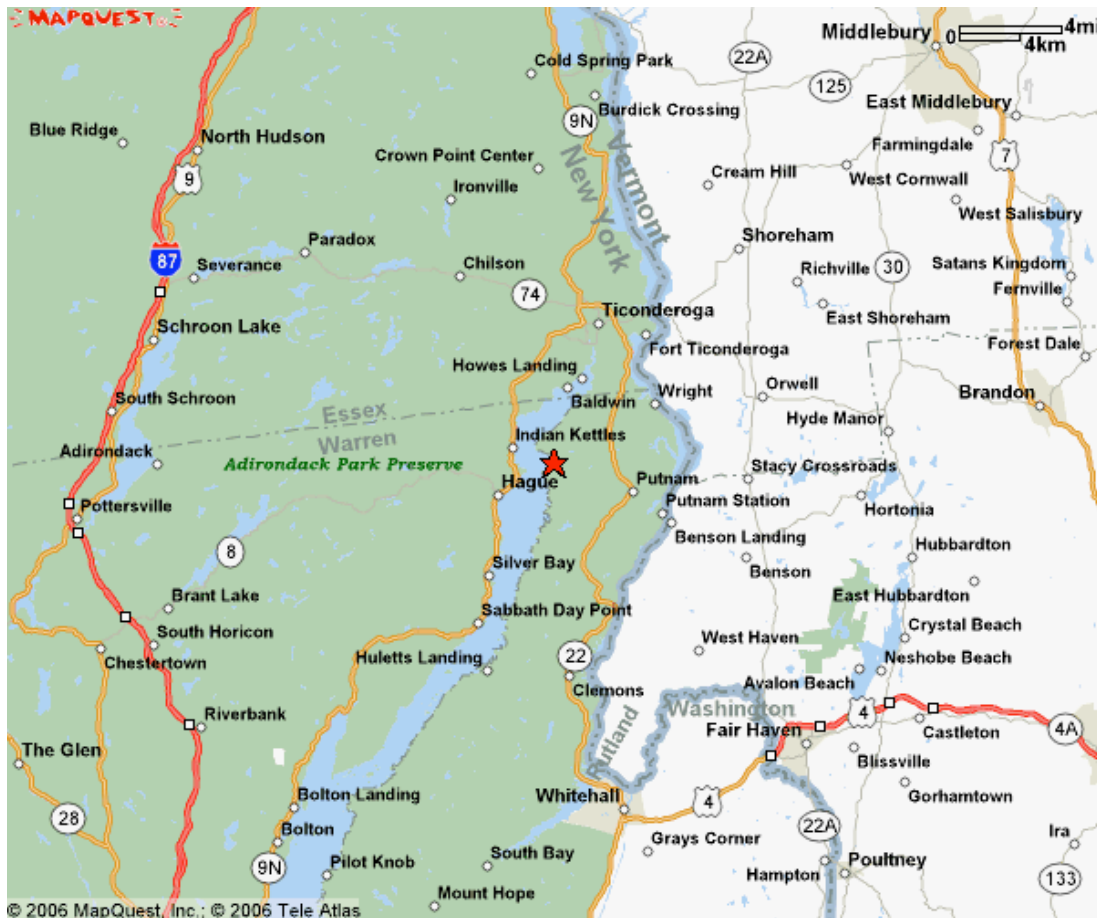 MAPQUEST
Middlebury
0
4mi
4km
Cold Spring Park
22A
125
Burdick Crossing
East Middlebury
Blue Ridge
North Hudson
9N
Farmingdale
7
Crown Point Center
Vermont
New York
Cream Hill
West Cornwall
9
Ironville
West Salisbury
Paradox
Shoreham
87
Severance
Chilson
Richville
30
Satans Kingdom
74
Fernville
Ticonderoga
East Shoreham
Schroon Lake
Fort Ticonderoga
Forest Dale
Howes Landing
Wright
Orwell
Brandon
South Schroon
Baldwin
Essex
Warren
Hyde Manor
Adirondack
Indian Kettles
Adirondack Park Preserve
Stacy Crossroads
Hague
Putnam
Pottersville
Putnam Station
Hortonia
Benson Landing
8
Hubbardton
Silver Bay
Benson
Brant Lake
East Hubbardton
Sabbath Day Point
South Horicon
West Haven
Crystal Beach
Chestertown
Huletts Landing
22
Neshobe Beach
Clemons
Avalon Beach
Washington
Rutland
Riverbank
Fair Haven
4
Castleton
4A
The Glen
Blissville
Bolton Landing
Whitehall
4
Gorhamtown
28
Bolton
22A
Grays Corner
Ira
9N
Pilot Knob
South Bay
Hampton
Poultney
133
Mount Hope
© 2006 MapQuest, Inc.; © 2006 Tele Atlas